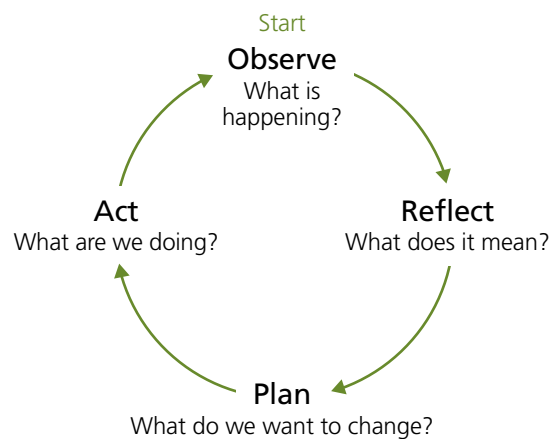 Start
Observe
What is
happening?
Reflect
What does it mean?
Plan
What do we want to change?
Act
What are we doing?